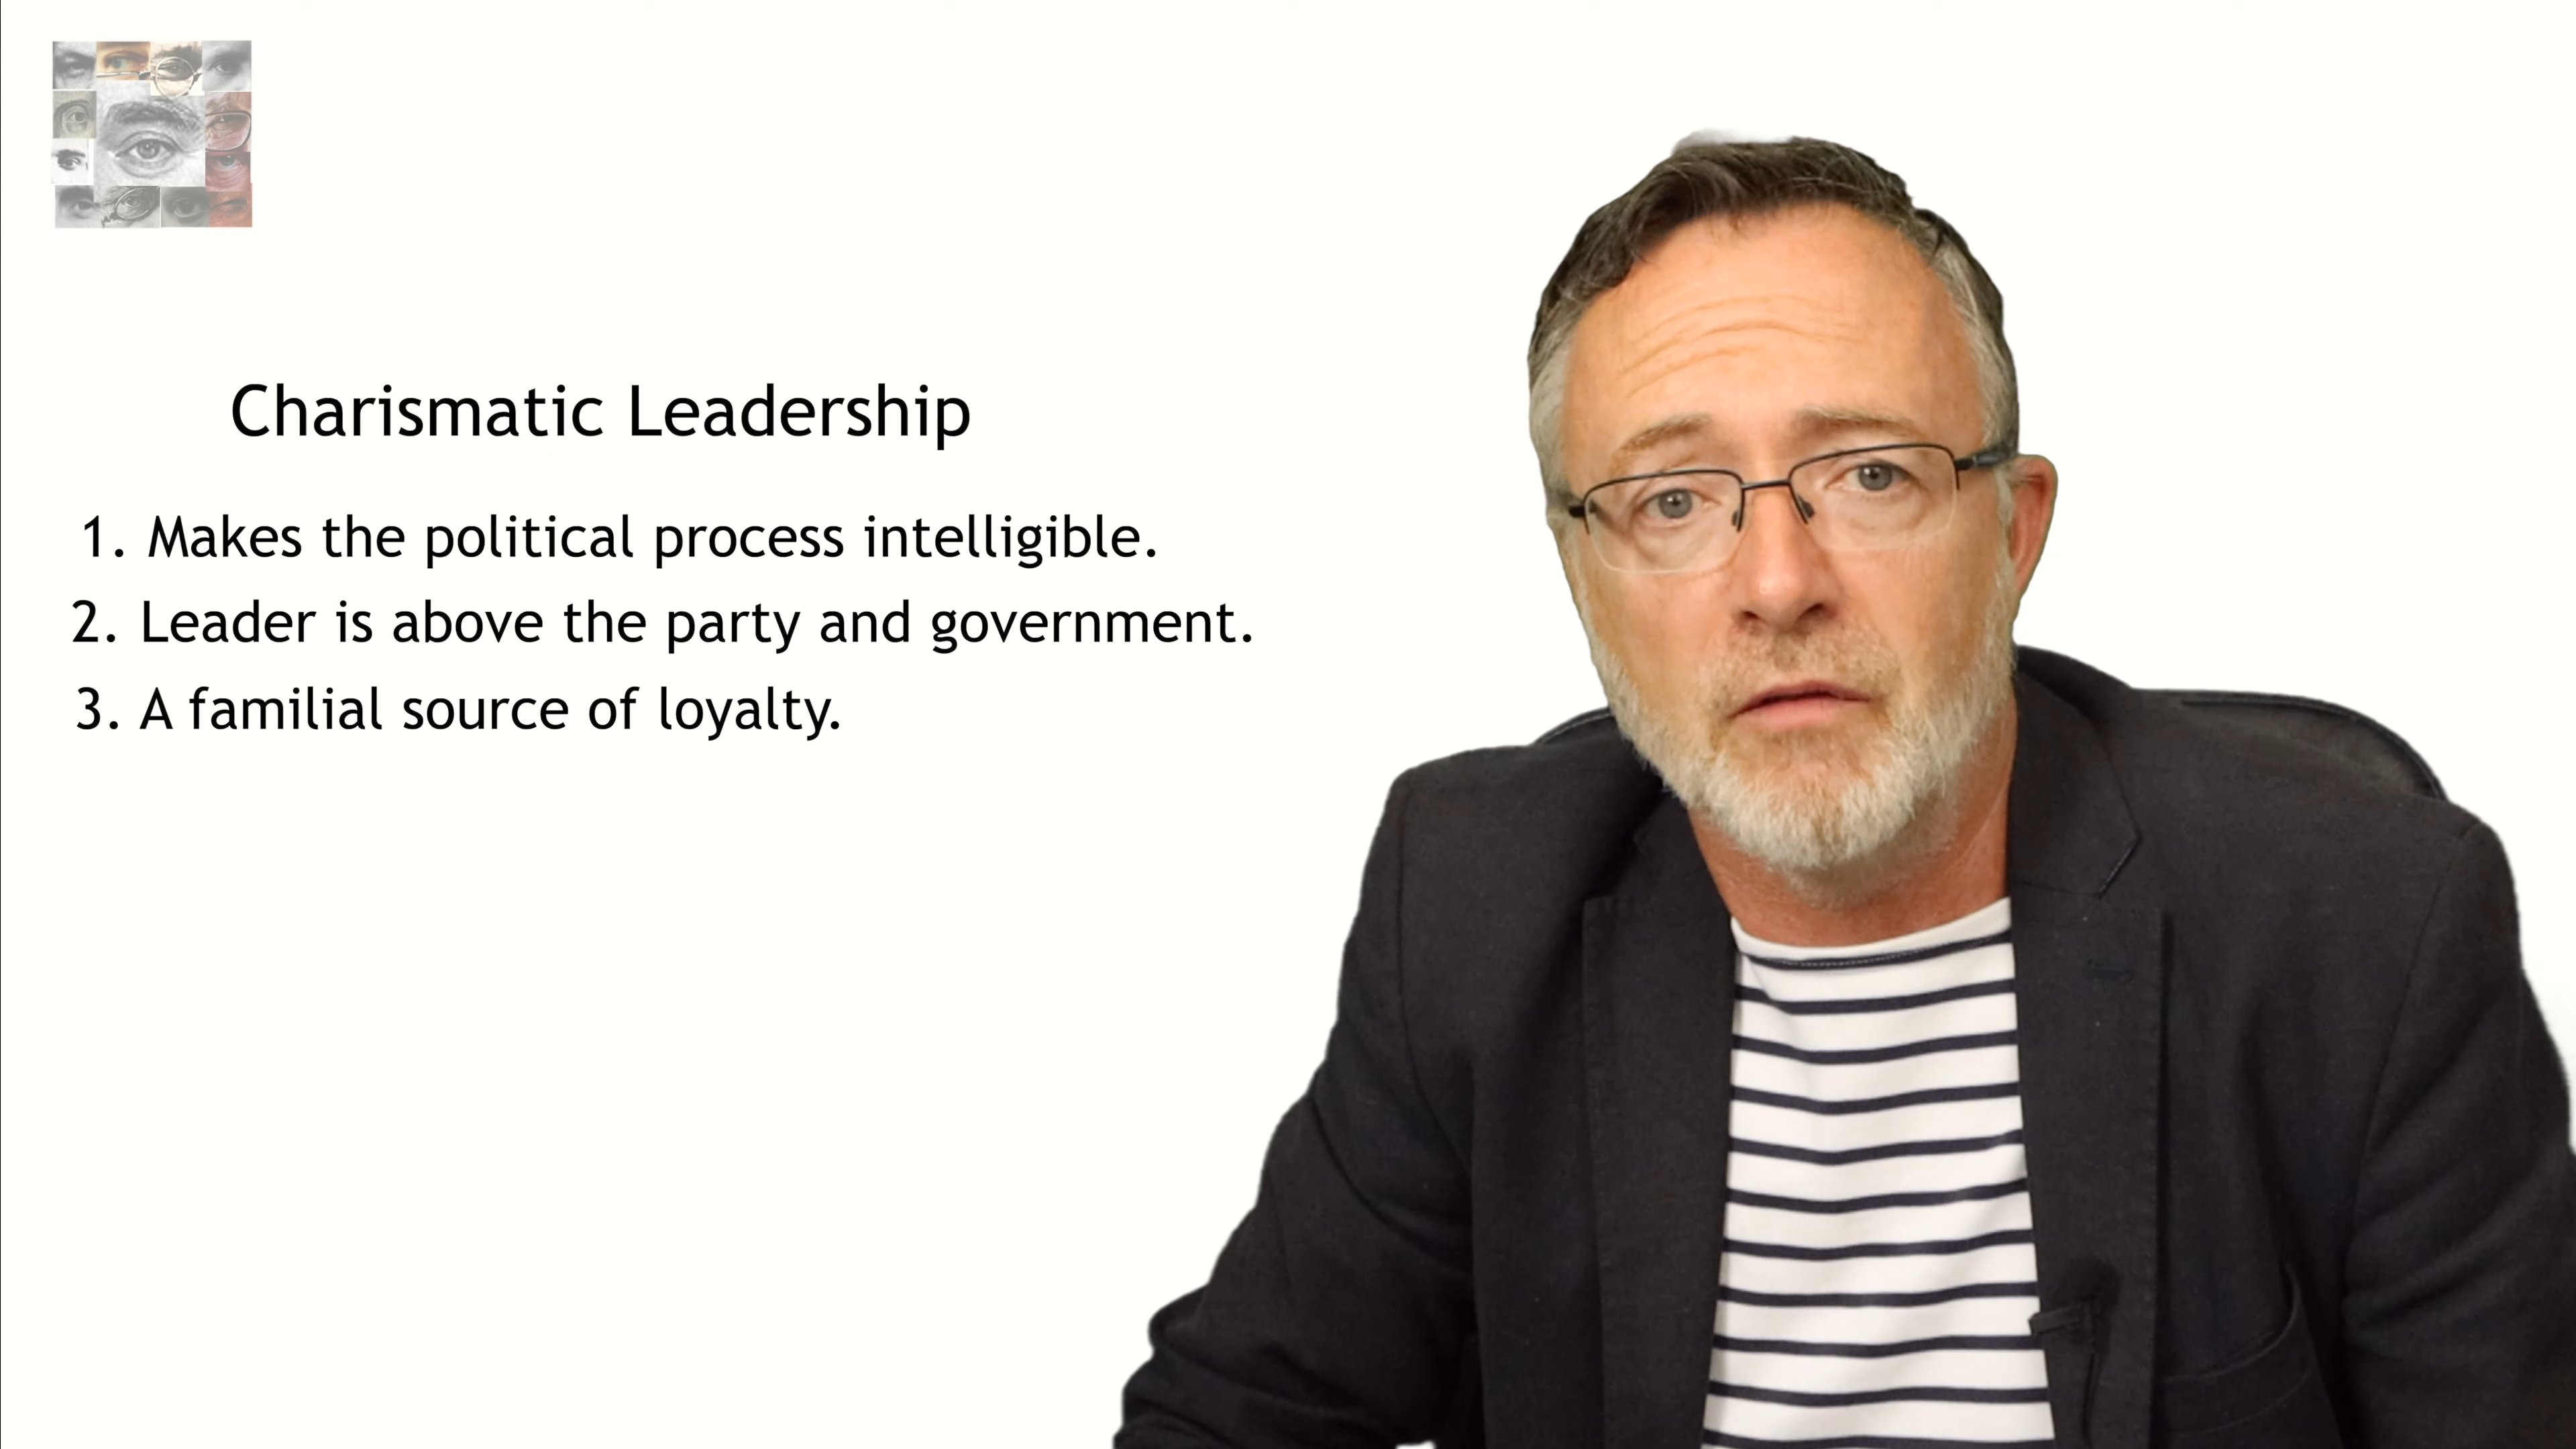 Charismatic Leadership
1. Makes the political process intelligible.
2. Leader is above the party and government.
3. A familial source of loyalty.